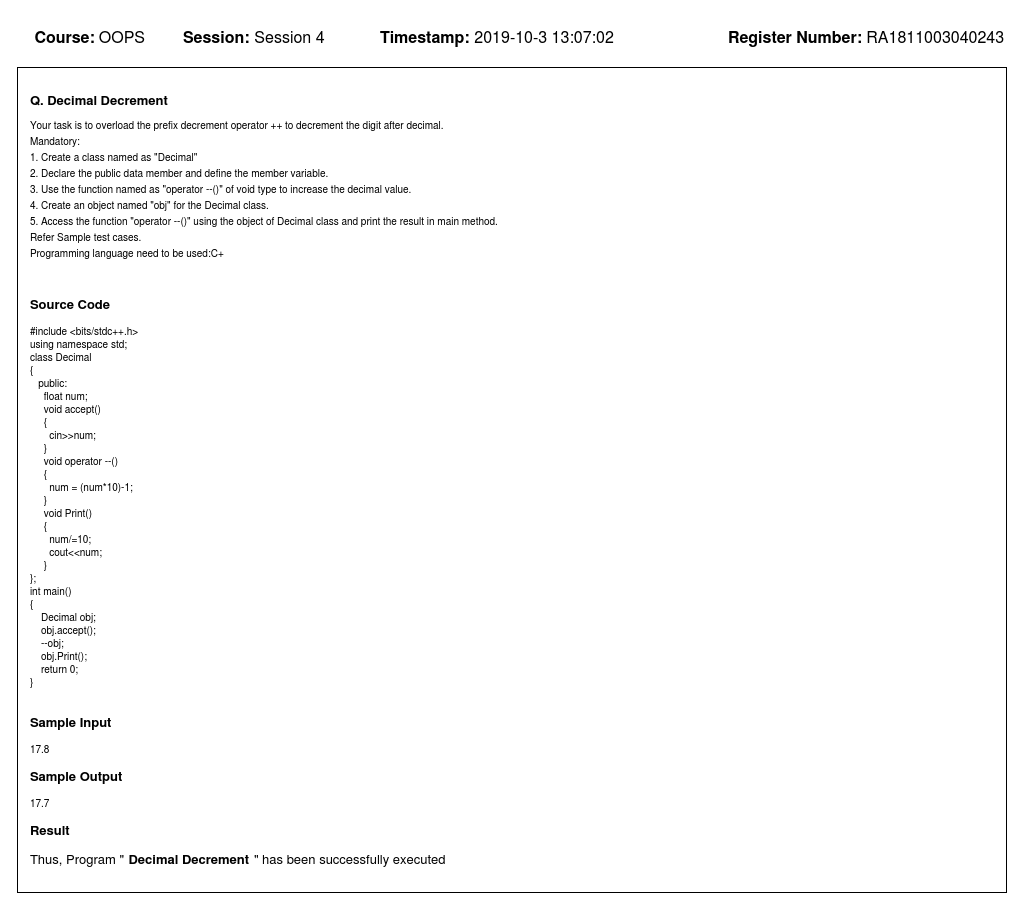 Course: OOPS Session: Session 4 Timestamp: 2019-10-3 13:07:02 Register Number: RA1811003040243
Q. Decimal Decrement
Your task is to overload the prefix decrement operator ++ to decrement the digit after decimal.
Mandatory:
1. Create a class named as "Decimal"
2. Declare the public data member and define the member variable.
3. Use the function named as "operator --()" of void type to increase the decimal value.
4. Create an object named "obj" for the Decimal class.
5. Access the function "operator --()" using the object of Decimal class and print the result in main method.
Refer Sample test cases.
Programming language need to be used:C+
Source Code
#include <bits/stdc++.h>
using namespace std;
class Decimal
{
public:
float num;
void accept()
{
cin>>num;
}
void operator --()
{
num = (num*10)-1;
}
void Print()
{
num/=10;
cout<<num;
}
};
int main()
{
Decimal obj;
obj.accept();
--obj;
obj.Print();
return 0;
}
Sample Input
17.8
Sample Output
17.7
Result
Thus, Program " Decimal Decrement " has been successfully executed